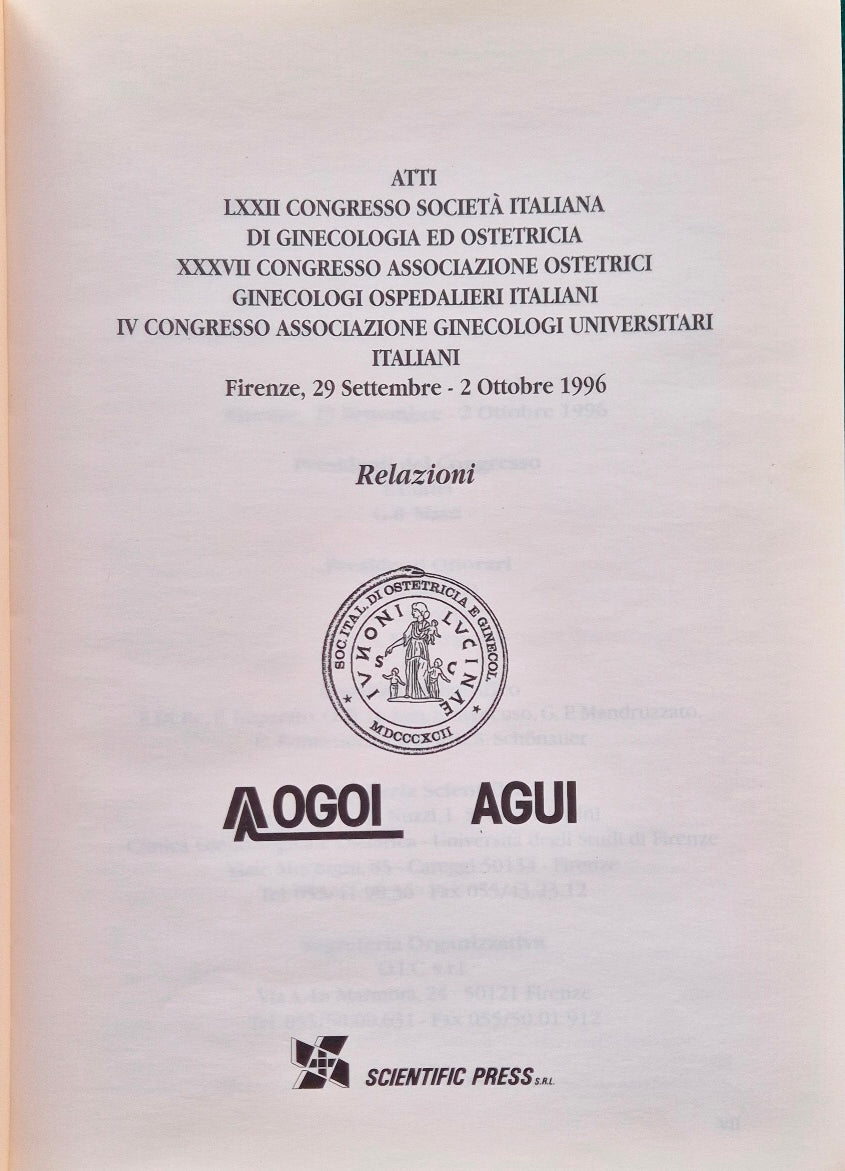 ATTI
LXXII CONGRESSO SOCIETÀ ITALIANA
DI GINECOLOGIA ED OSTETRICIA
XXXVII CONGRESSO ASSOCIAZIONE OSTETRICI
GINECOLOGI OSPEDALIERI ITALIANI
IV CONGRESSO ASSOCIAZIONE GINECOLOGI UNIVERSITARI
ITALIANI
Firenze, 29 Settembre - 2 Ottobre 1996
Relazioni
SOC. ITAL. DI OSTETRICIA E GINECOL.
IVNONI LVCINAE
S C
MDCCCXCII
AOGOI AGUI
SCIENTIFIC PRESS S.R.L.